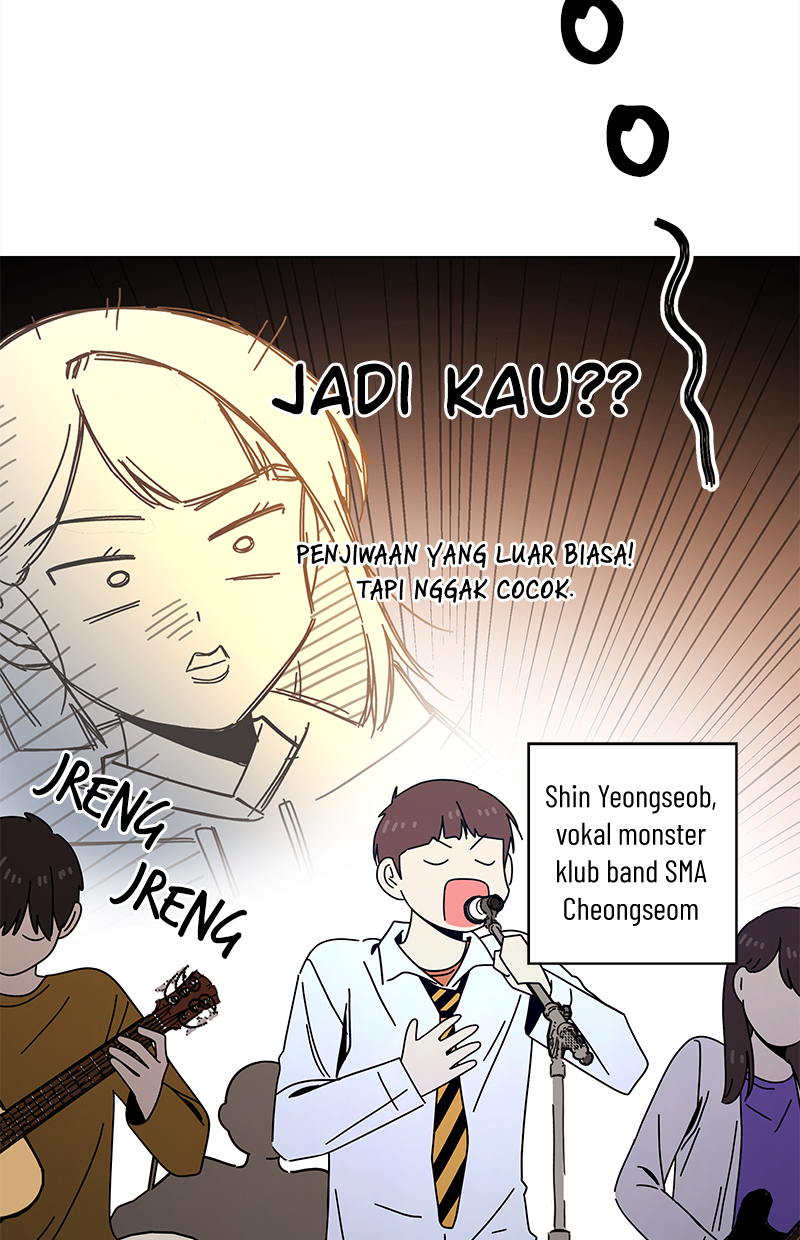 JADI KAU??
PENJIWAAN YANG LUAR BIASA!
TAPI NGGAK COCOK.
JRENG
JRENG
Shin Yeongseob,
vokal monster
klub band SMA
Cheongseom